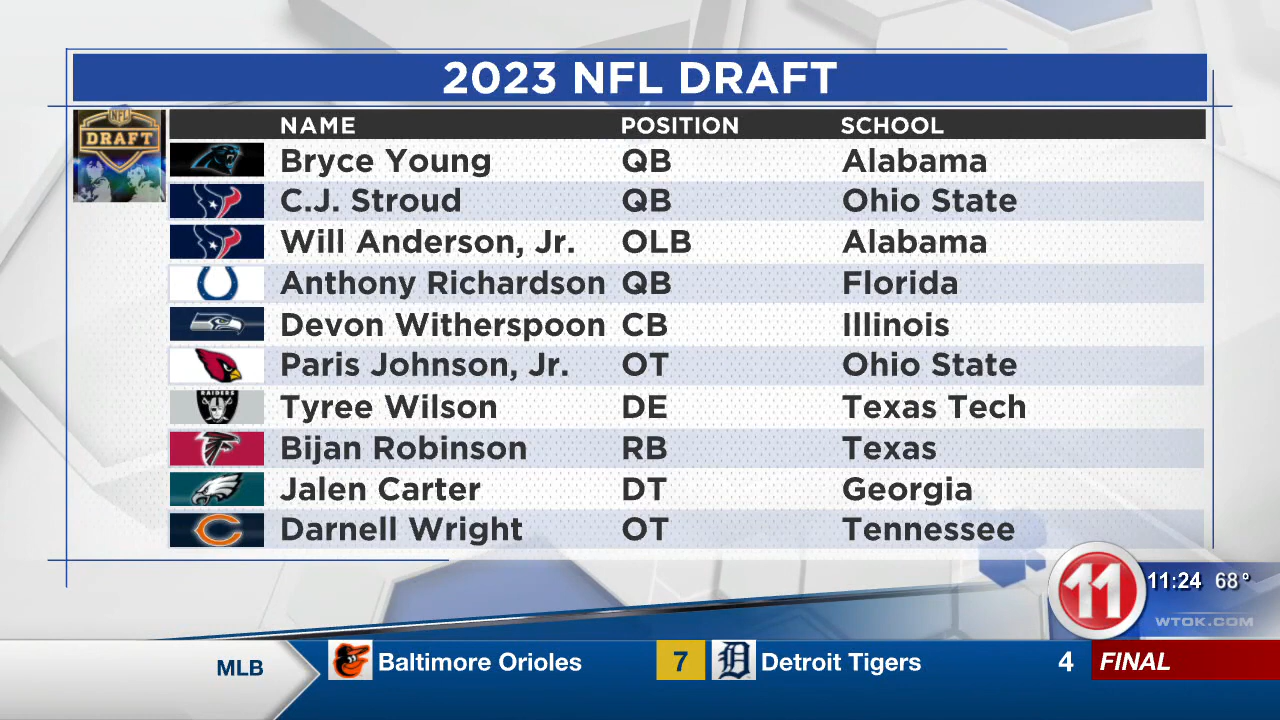 2023 NFL DRAFT
NFL
DRAFT
NAME POSITION SCHOOL
Bryce Young QB Alabama
C.J. Stroud QB Ohio State
Will Anderson, Jr. OLB Alabama
Anthony Richardson QB Florida
Devon Witherspoon CB Illinois
Paris Johnson, Jr. OT Ohio State
RAIDERS
Tyree Wilson DE Texas Tech
Bijan Robinson RB Texas
Jalen Carter DT Georgia
Darnell Wright OT Tennessee
11 11:24 68°
WTOK.COM
MLB Baltimore Orioles 7 D Detroit Tigers 4 FINAL